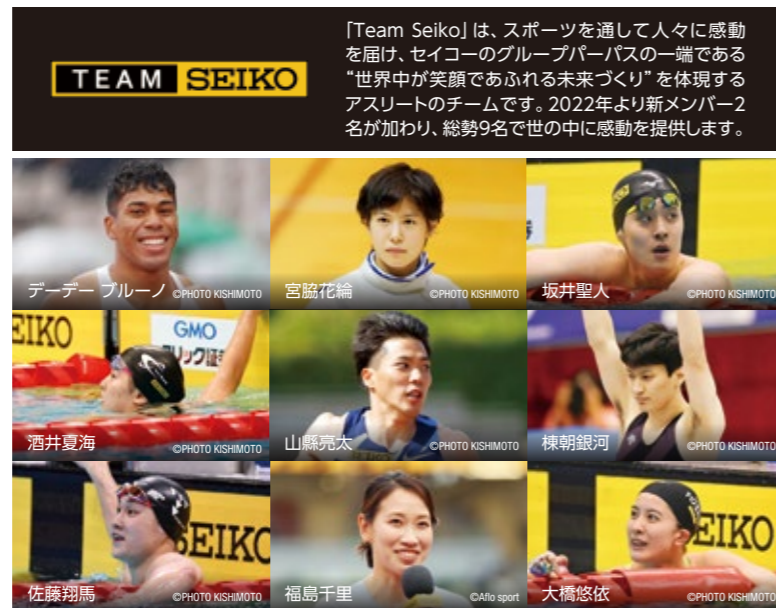 TEAM SEIKO
「Team Seiko」は、スポーツを通して人々に感動
を届け、セイコーのグループパーパスの一端である
“世界中が笑顔であふれる未来づくり”を体現する
アスリートのチームです。2022年より新メンバー2
名が加わり、総勢9名で世の中に感動を提供します。
デーデー ブルーノ ©PHOTO KISHIMOTO
宮脇花綸 ©PHOTO KISHIMOTO
坂井聖人 ©PHOTO KISHIMOTO
EIKO
GMO
リック証
酒井夏海 ©PHOTO KISHIMOTO
山縣亮太 ©PHOTO KISHIMOTO
棟朝銀河 ©PHOTO KISHIMOTO
SEIKO
佐藤翔馬 ©PHOTO KISHIMOTO
福島千里 ©Aflo sport
EIKO
大橋悠依 ©PHOTO KISHIMOTO